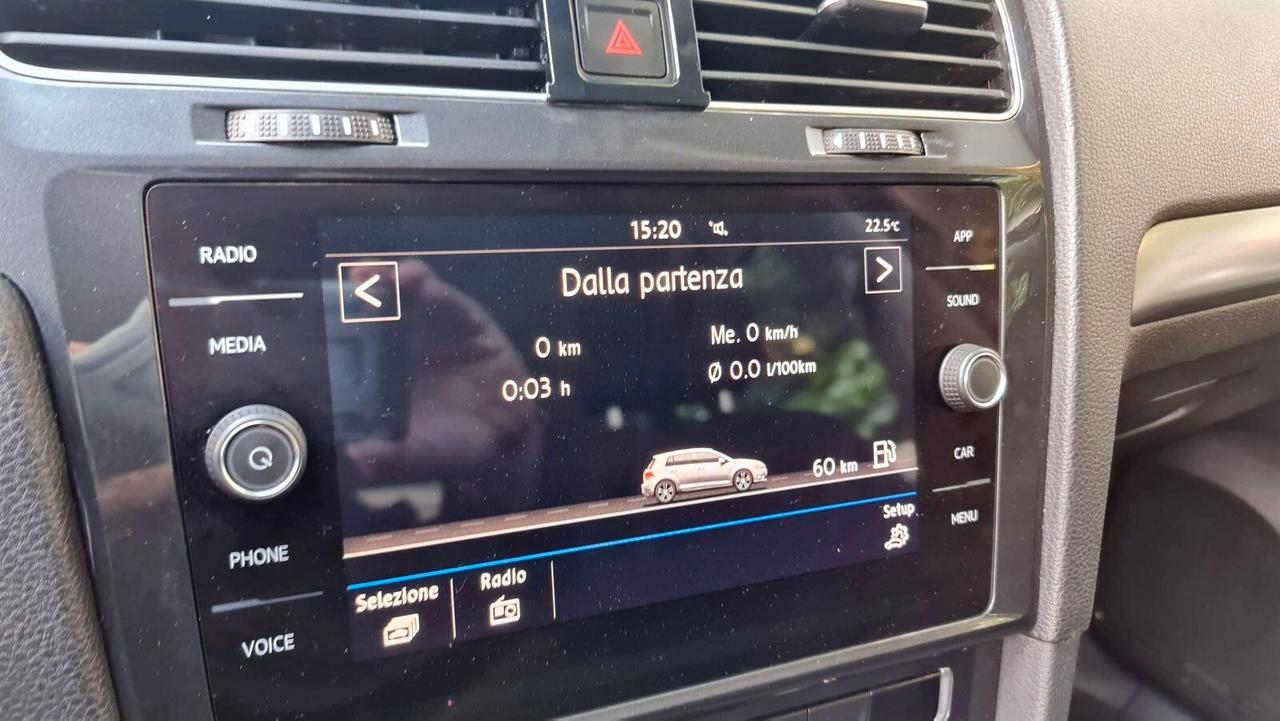 15:20
22.5°C
RADIO
MEDIA
PHONE
VOICE
Dalla partenza
0 km
0:03 h
Me. 0 km/h
Ø 0.0 l/100km
60 km
Setup
Selezione
Radio
APP
SOUND
CAR
MENU